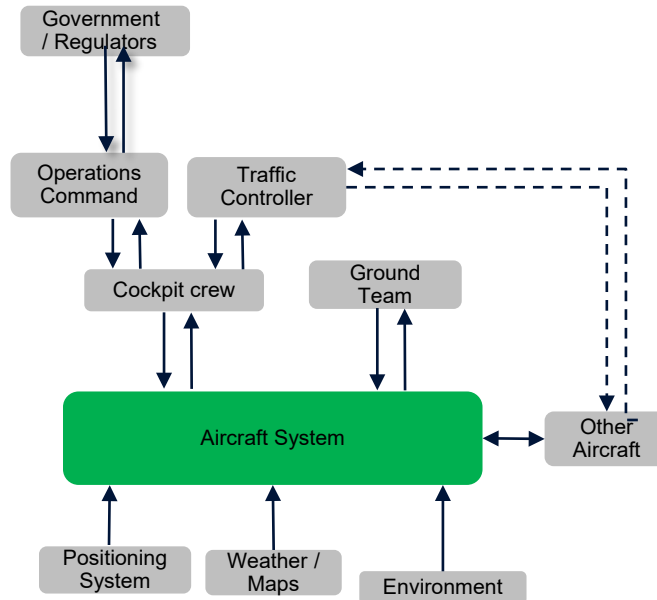 Government
/ Regulators
Operations
Command
Traffic
Controller
Cockpit crew
Ground
Team
Aircraft System
Other
Aircraft
Positioning
System
Weather /
Maps
Environment